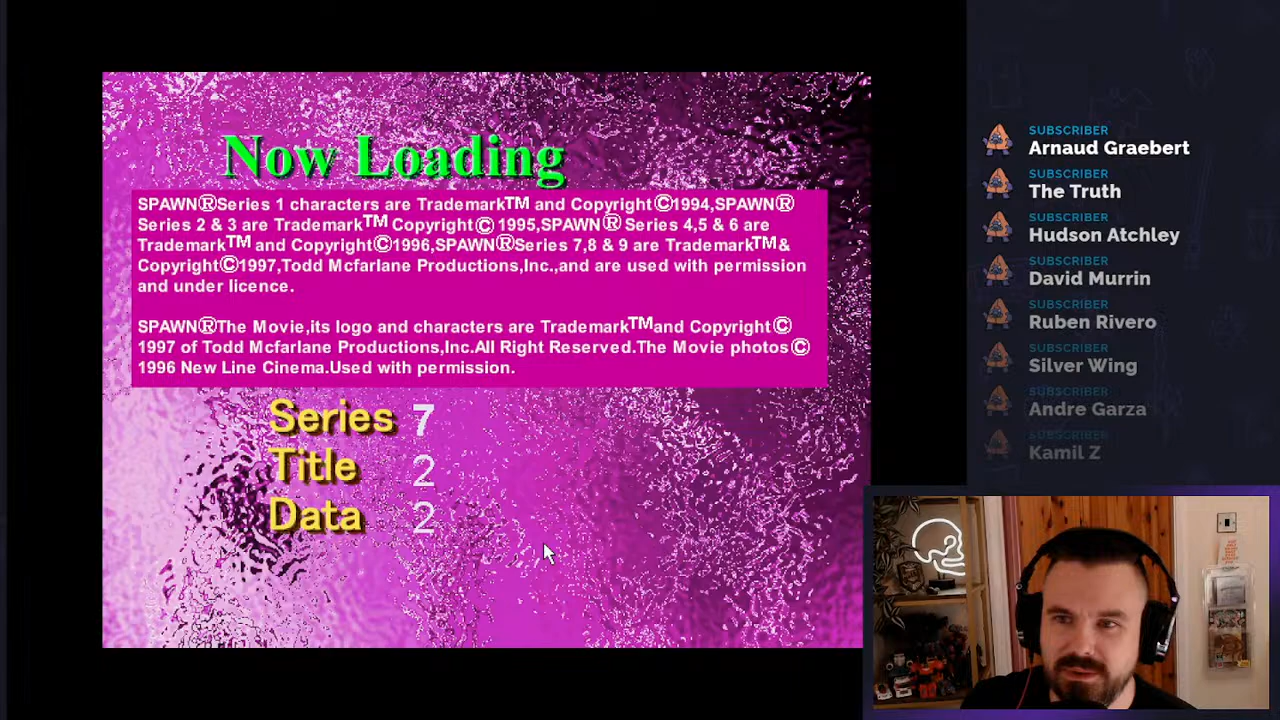 Now Loading
SPAWN®Series 1 characters are Trademark™ and Copyright©1994,SPAWN®
Series 2 & 3 are Trademark™ Copyright© 1995,SPAWN® Series 4,5 & 6 are
Trademark™ and Copyright©1996,SPAWN®Series 7,8 & 9 are Trademark™&
Copyright©1997,Todd Mcfarlane Productions,Inc.,and are used with permission
and under licence.
SPAWN®The Movie,its logo and characters are Trademark™and Copyright©
1997 of Todd Mcfarlane Productions,Inc.All Right Reserved.The Movie photos©
1996 New Line Cinema.Used with permission.
Series 7
Title 2
Data 2
SUBSCRIBER
Arnaud Graebert
SUBSCRIBER
The Truth
SUBSCRIBER
Hudson Atchley
SUBSCRIBER
David Murrin
SUBSCRIBER
Ruben Rivero
SUBSCRIBER
Silver Wing
SUBSCRIBER
Andre Garza
SUBSCRIBER
Kamil Z